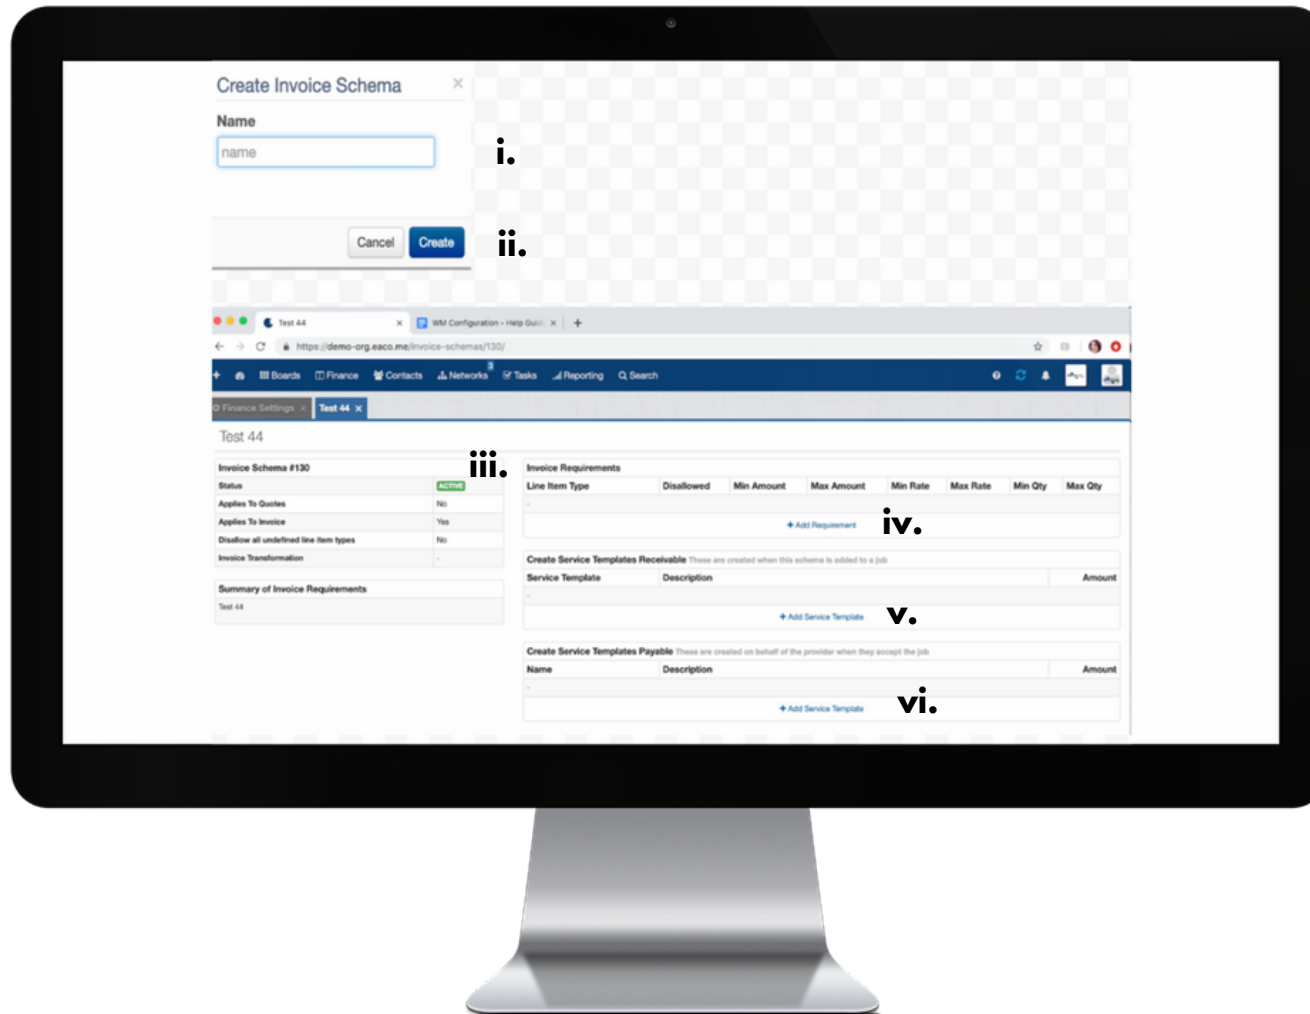 Create Invoice Schema ×
Name
name
i.
Cancel Create
ii.
Test 44 × WM Configuration - Help Guid × +
https://demo-org.eaco.me/invoice-schemas/130/
+ Boards Finance Contacts Networks 3 Tasks Reporting Search
Finance Settings × Test 44 ×
Test 44
iii.
Invoice Schema #130
Status ACTIVE
Applies To Quotes No
Applies To Invoice Yes
Disallow all undefined line item types No
Invoice Transformation -
Summary of Invoice Requirements
Test 44
Invoice Requirements
Line Item Type Disallowed Min Amount Max Amount Min Rate Max Rate Min Qty Max Qty
-
+ Add Requirement
iv.
Create Service Templates Receivable These are created when this schema is added to a job
Service Template Description Amount
-
+ Add Service Template
v.
Create Service Templates Payable These are created on behalf of the provider when they accept the job
Name Description Amount
-
+ Add Service Template
vi.